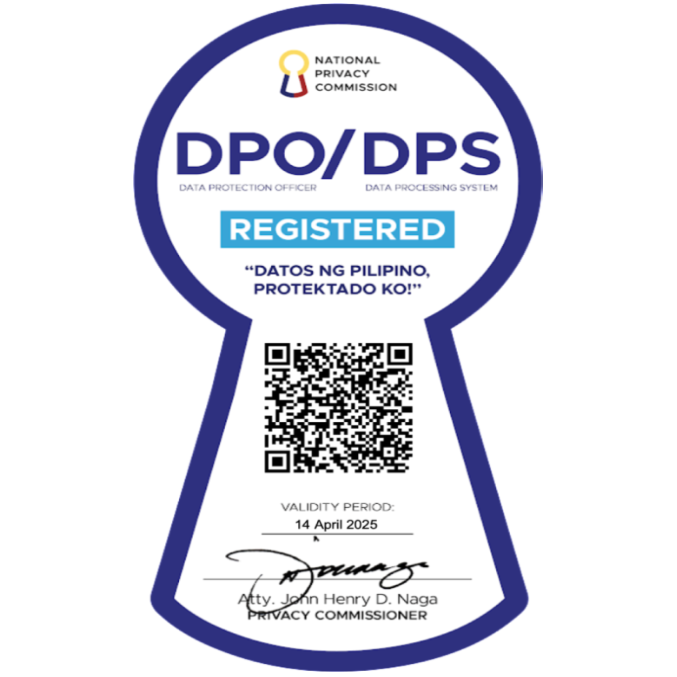 NATIONAL
PRIVACY
COMMISSION
DPO/DPS
DATA PROTECTION OFFICER DATA PROCESSING SYSTEM
REGISTERED
“DATOS NG PILIPINO,
PROTEKTADO KO!”
VALIDITY PERIOD:
14 April 2025
Atty. John Henry D. Naga
PRIVACY COMMISSIONER